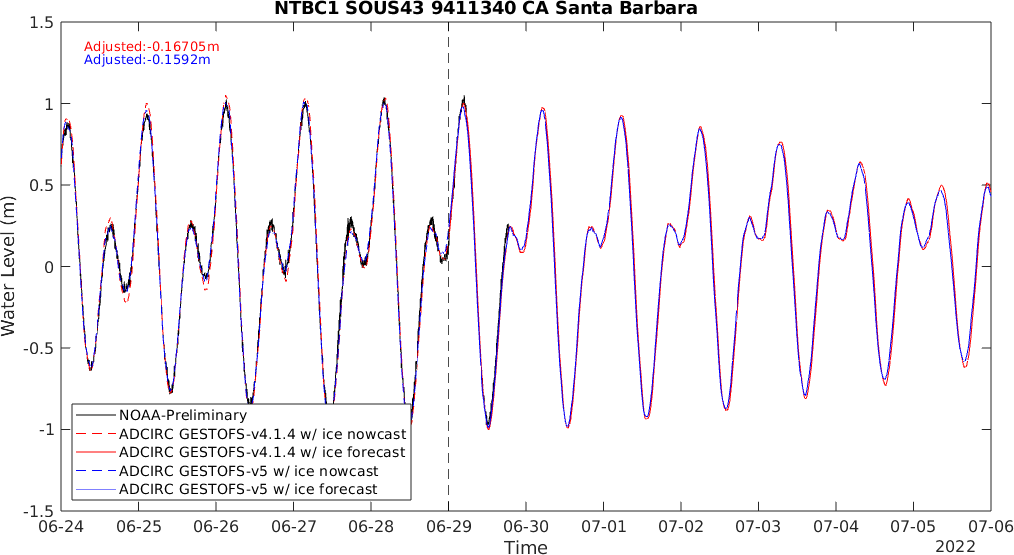 NTBC1 SOUS43 9411340 CA Santa Barbara
1.5
Adjusted:-0.16705m
Adjusted:-0.1592m
1
0.5
0
-0.5
-1
-1.5
Water Level (m)
NOAA-Preliminary
ADCIRC GESTOFS-v4.1.4 w/ ice nowcast
ADCIRC GESTOFS-v4.1.4 w/ ice forecast
ADCIRC GESTOFS-v5 w/ ice nowcast
ADCIRC GESTOFS-v5 w/ ice forecast
06-24 06-25 06-26 06-27 06-28 06-29 06-30 07-01 07-02 07-03 07-04 07-05 07-06
Time
2022